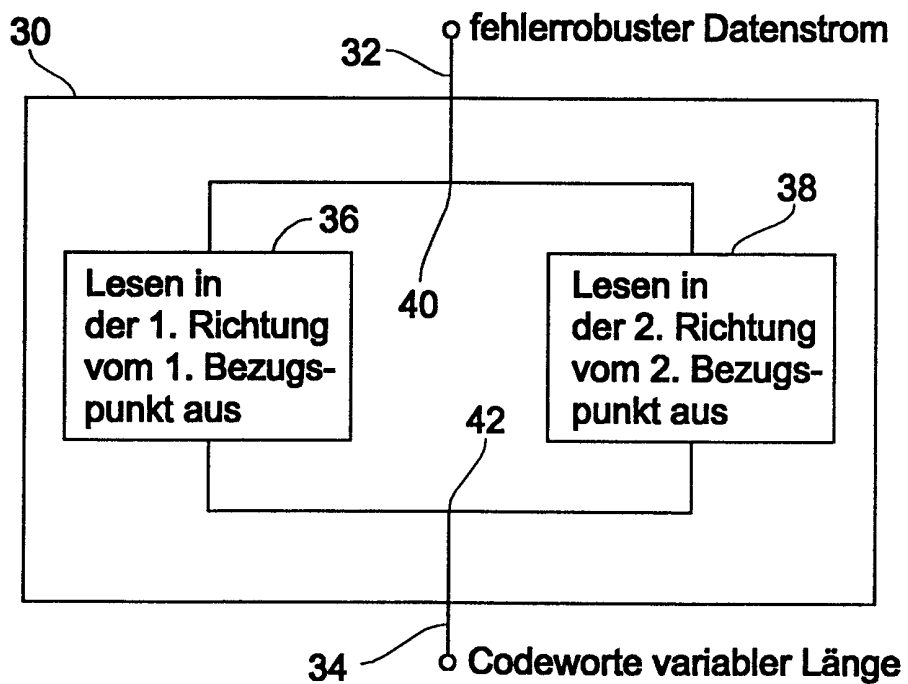 30
fehlerrobuster Datenstrom
32
36
38
Lesen in
der 1. Richtung
vom 1. Bezugs-
punkt aus
40
Lesen in
der 2. Richtung
vom 2. Bezugs-
punkt aus
42
34
Codeworte variabler Länge